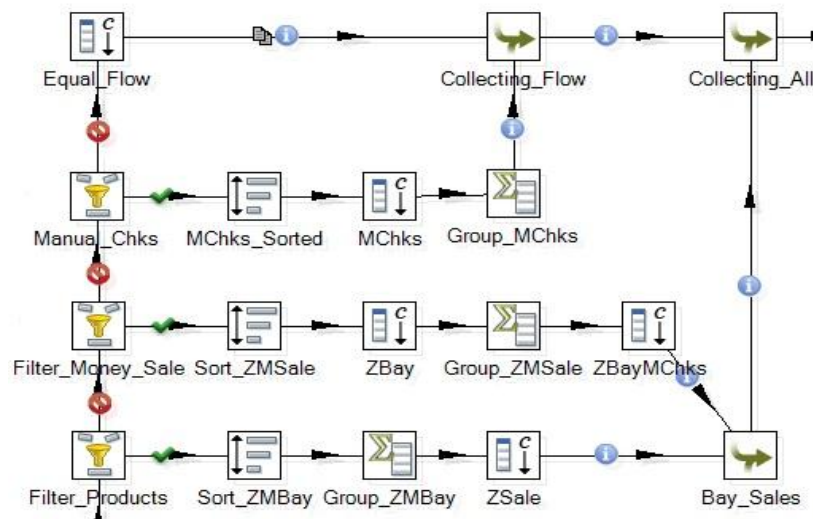 c
Equal_Flow
Collecting_Flow
Collecting_All
c
Manual_Chks
MChks_Sorted
MChks
Group_MChks
c
c
Filter_Money_Sale
Sort_ZMSale
ZBay
Group_ZMSale
ZBayMChks
c
Filter_Products
Sort_ZMBay
Group_ZMBay
ZSale
Bay_Sales